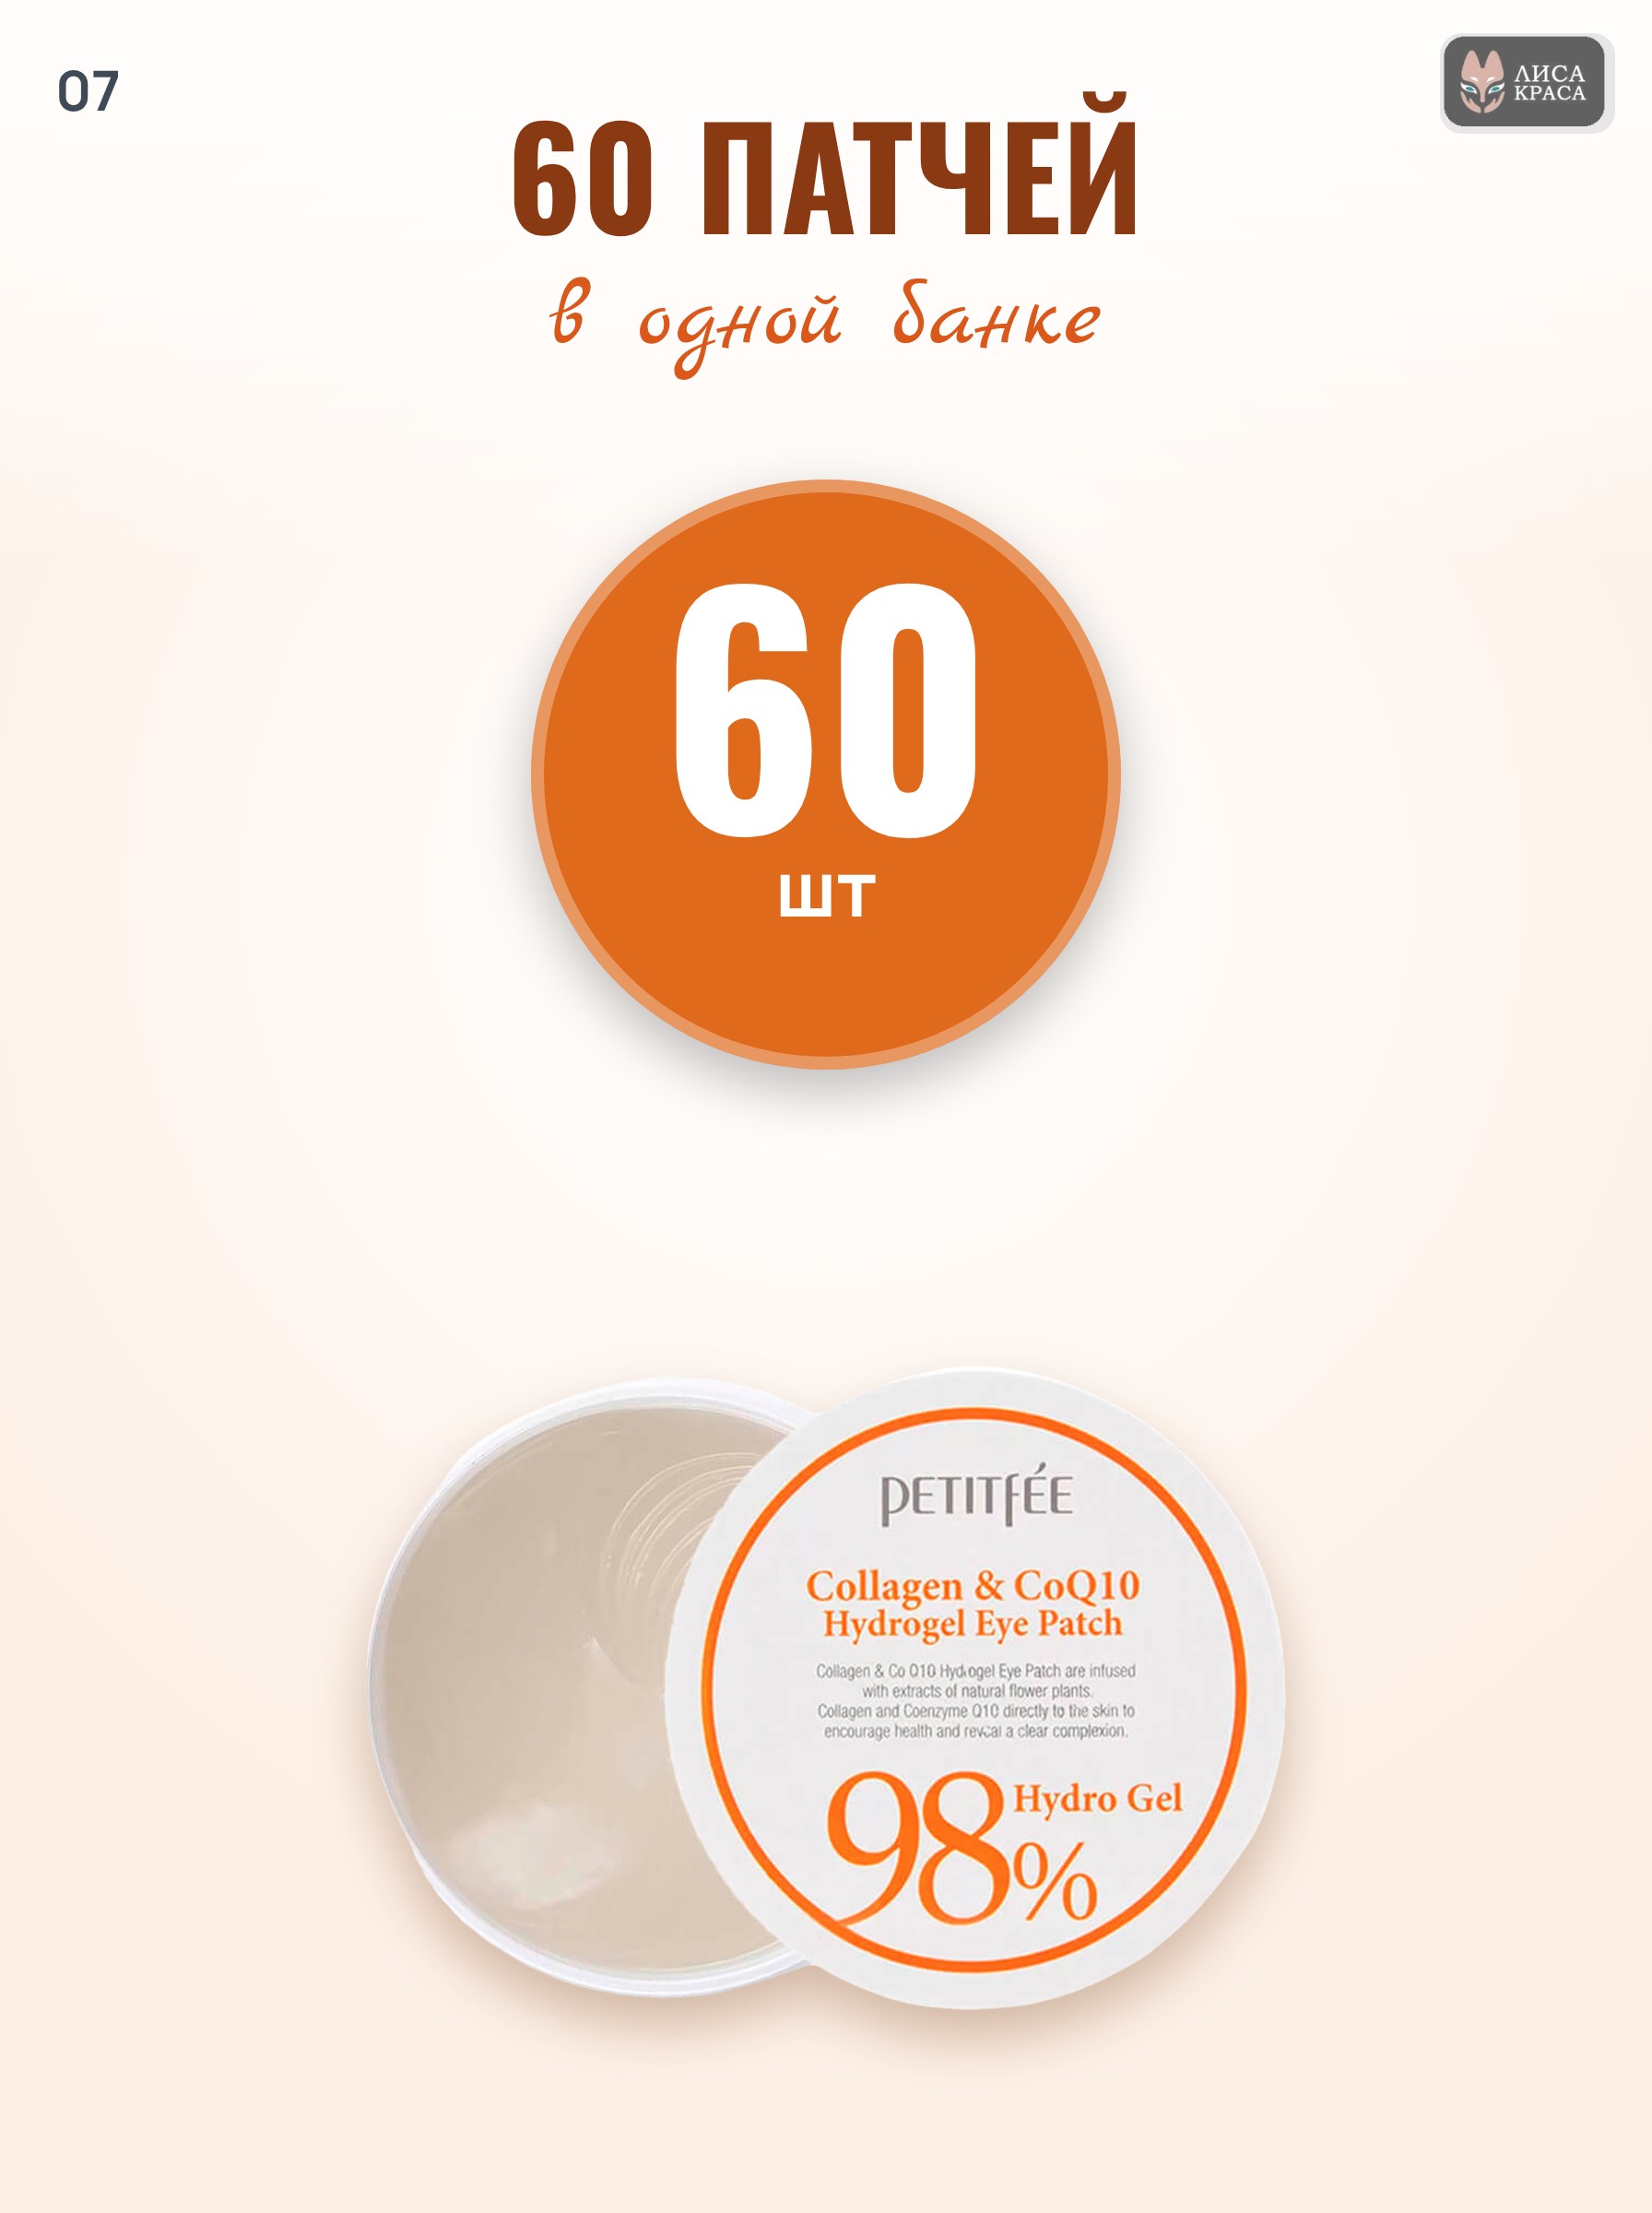 07
ЛИСА
КРАСА
60 ПАТЧЕЙ
в одной банке
60
шт
PETITFÉE
Collagen & CoQ10
Hydrogel Eye Patch
Collagen & Co Q10 Hydrogel Eye Patch are infused
with extracts of natural flower plants.
Collagen and Coenzyme Q10 directly to the skin to
encourage health and reveal a clear complexion.
98% Hydro Gel